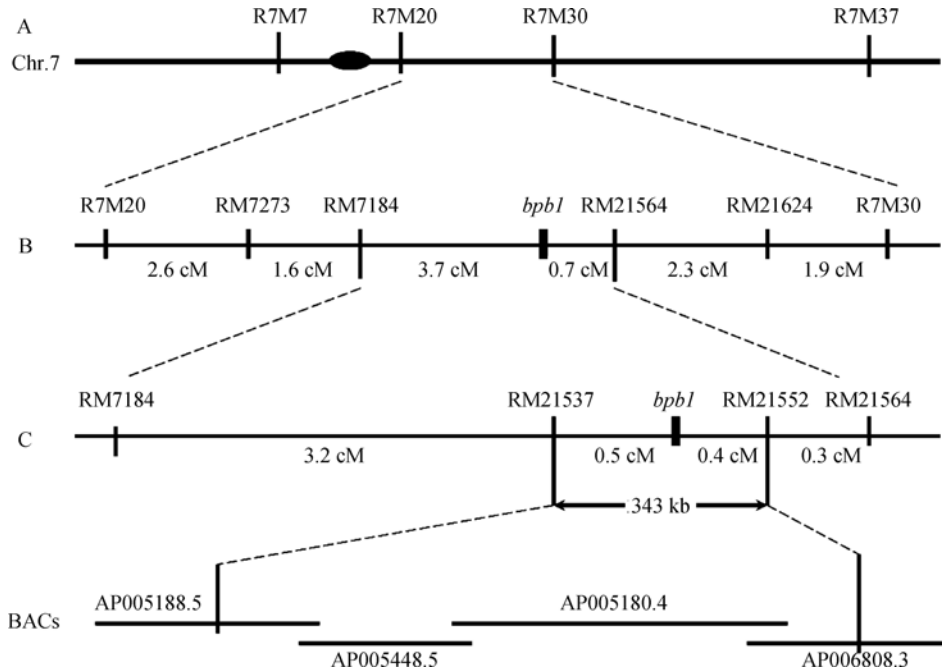 A
R7M7 R7M20 R7M30 R7M37
Chr.7
R7M20 RM7273 RM7184 bpb1 RM21564 RM21624 R7M30
B
2.6 cM 1.6 cM 3.7 cM 0.7 cM 2.3 cM 1.9 cM
RM7184 RM21537 bpb1 RM21552 RM21564
C
3.2 cM 0.5 cM 0.4 cM 0.3 cM
343 kb
AP005188.5 AP005180.4
BACs
AP005448.5 AP006808.3